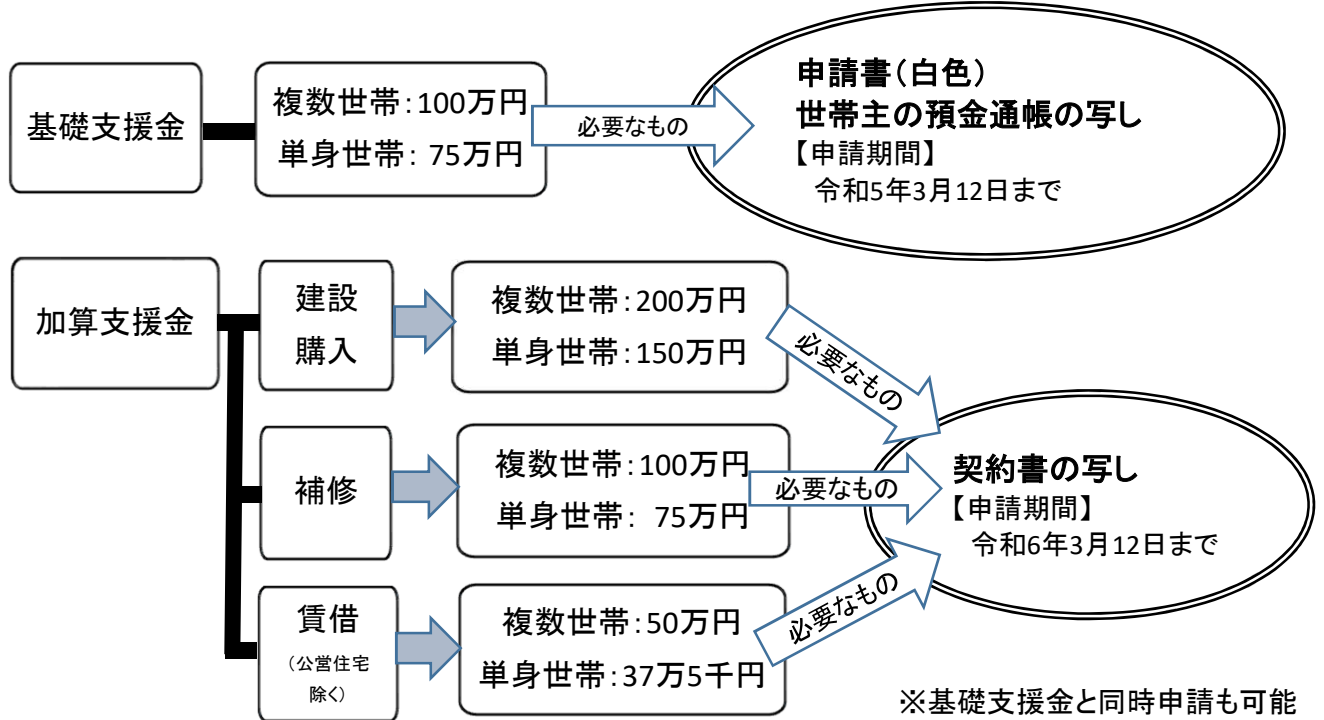 基礎支援金
複数世帯：100万円
単身世帯： 75万円
必要なもの
申請書（白色）
世帯主の預金通帳の写し
【申請期間】
令和5年3月12日まで
加算支援金
建設
購入
複数世帯：200万円
単身世帯：150万円
必要なもの
補修
複数世帯：100万円
単身世帯： 75万円
必要なもの
契約書の写し
【申請期間】
令和6年3月12日まで
賃借
（公営住宅
除く）
複数世帯：50万円
単身世帯：37万5千円
必要なもの
※基礎支援金と同時申請も可能